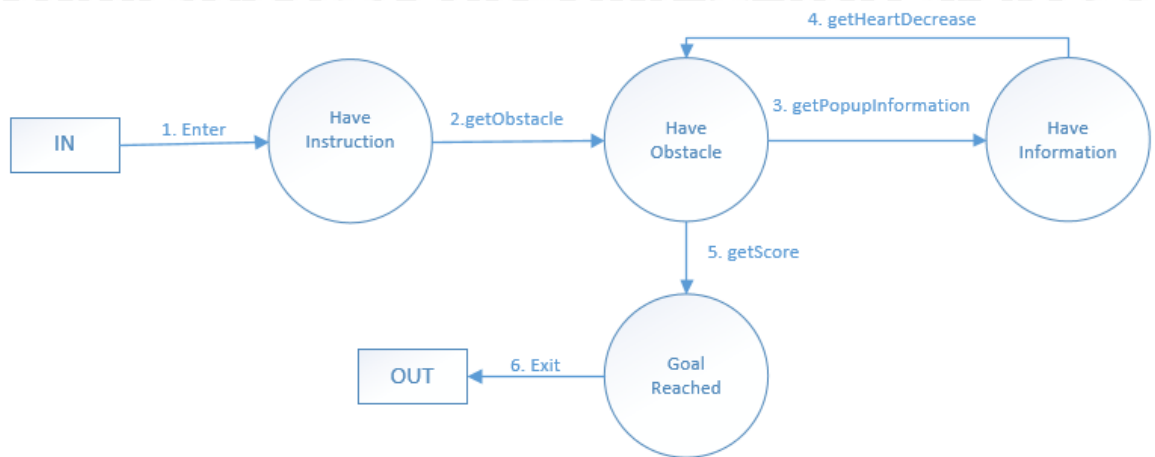 4. getHeartDecrease
IN
1. Enter
Have
Instruction
2.getObstacle
Have
Obstacle
3. getPopupInformation
Have
Information
5. getScore
OUT
6. Exit
Goal
Reached